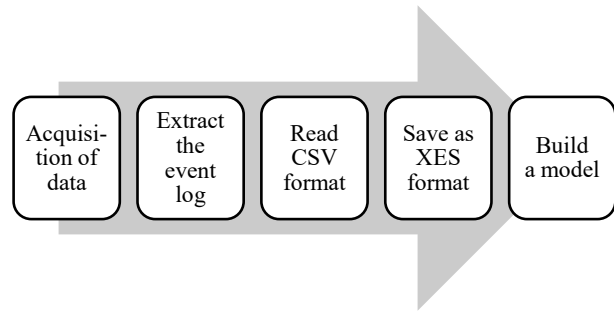 Acquisi-
tion of
data
Extract
the
event
log
Read
CSV
format
Save as
XES
format
Build
a model